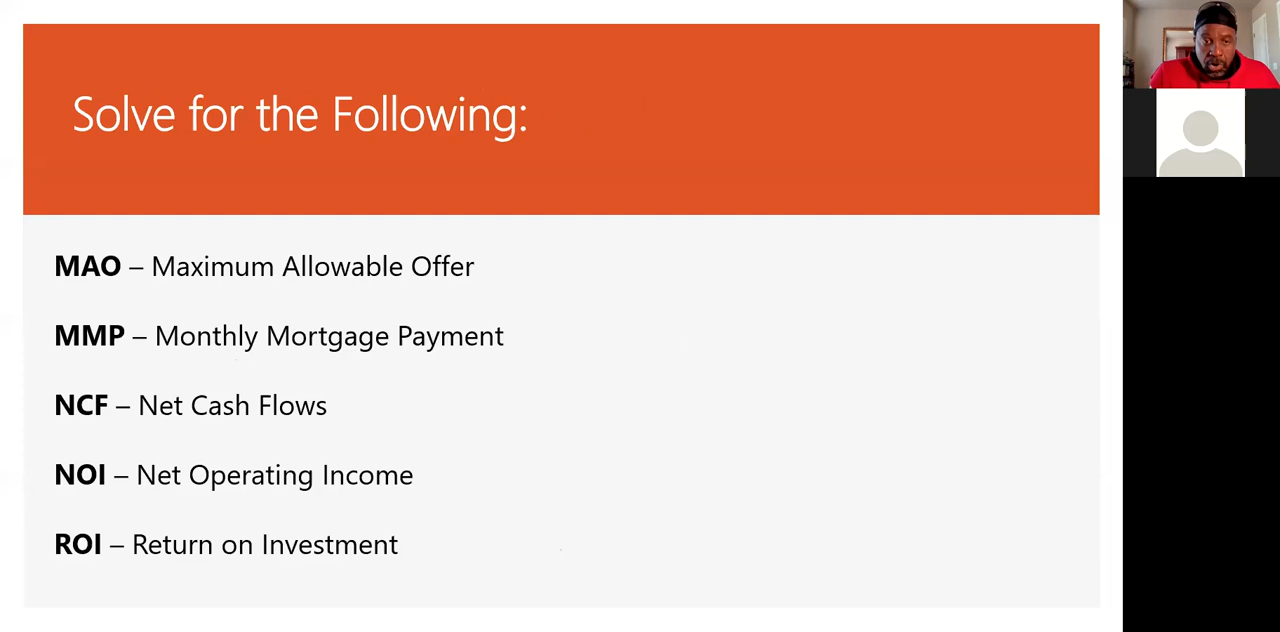 Solve for the Following:
MAO – Maximum Allowable Offer
MMP – Monthly Mortgage Payment
NCF – Net Cash Flows
NOI – Net Operating Income
ROI – Return on Investment